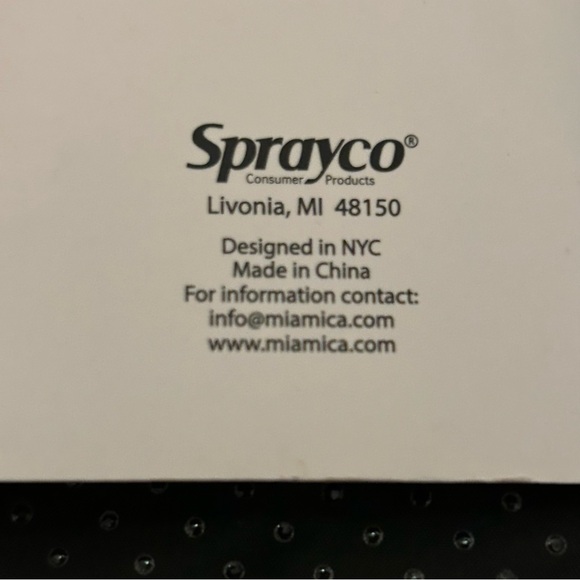 Sprayco®
Consumer Products
Livonia, MI 48150
Designed in NYC
Made in China
For information contact:
info@miamica.com
www.miamica.com